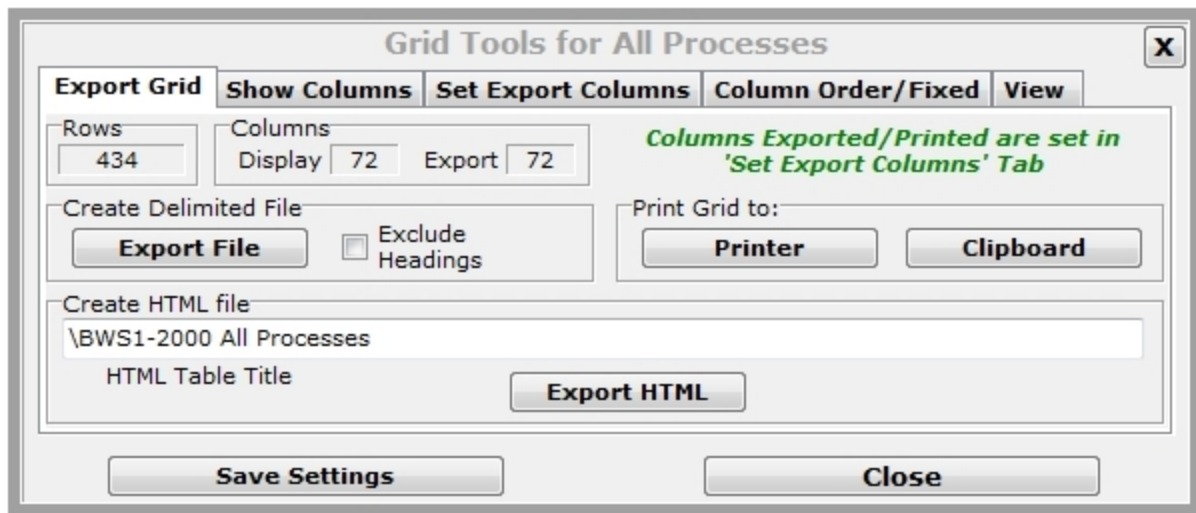 Grid Tools for All Processes
X
Export Grid Show Columns Set Export Columns Column Order/Fixed View
Rows
434
Columns
Display 72 Export 72
Columns Exported/Printed are set in
'Set Export Columns' Tab
Create Delimited File
Export File
Exclude
Headings
Print Grid to:
Printer Clipboard
Create HTML file
\BWS1-2000 All Processes
HTML Table Title
Export HTML
Save Settings Close